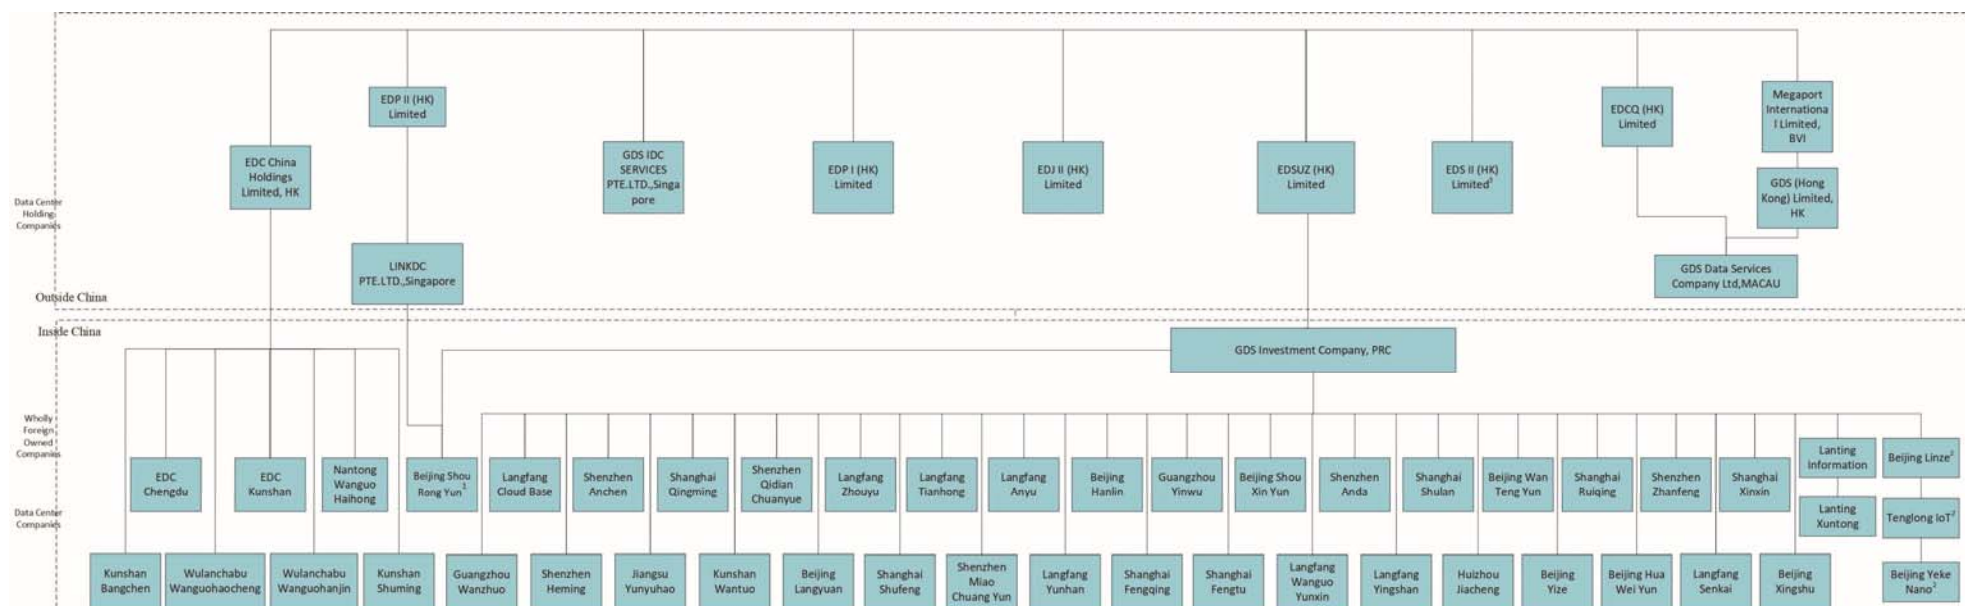 EDP II (HK)
Limited
EDCQ (HK)
Limited
Megaport
Internationa
l Limited,
BVI
EDC China
Holdings
Limited, HK
GDS IDC
SERVICES
PTE.LTD.,Singa
pore
EDP I (HK)
Limited
EDJ II (HK)
Limited
EDSUZ (HK)
Limited
EDS II (HK)
Limited³
GDS (Hong
Kong) Limited,
HK
Data Center
Holding
Companies
LINKDC
PTE.LTD.,Singapore
GDS Data Services
Company Ltd,MACAU
Outside China
Inside China
GDS Investment Company, PRC
Wholly
Foreign
Owned
Companies
Data Center
Companies
EDC
Chengdu
EDC
Kunshan
Nantong
Wanguo
Haihong
Beijing Shou
Rong Yun¹
Langfang
Cloud Base
Shenzhen
Anchen
Shanghai
Qingming
Shenzhen
Qidian
Chuanyue
Langfang
Zhouyu
Langfang
Tianhong
Langfang
Anyu
Beijing
Hanlin
Guangzhou
Yinwu
Beijing Shou
Xin Yun
Shenzhen
Anda
Shanghai
Shulan
Beijing Wan
Teng Yun
Shanghai
Ruiqing
Shenzhen
Zhanfeng
Shanghai
Xinxin
Lanting
Information
Beijing Linze²
Lanting
Xuntong
Tenglong IoT²
Kunshan
Bangchen
Wulanchabu
Wanguohaocheng
Wulanchabu
Wanguohanjin
Kunshan
Shuming
Guangzhou
Wanzhuo
Shenzhen
Heming
Jiangsu
Yunyuhao
Kunshan
Wantuo
Beijing
Langyuan
Shanghai
Shufeng
Shenzhen
Miao
Chuang Yun
Langfang
Yunhan
Shanghai
Fengqing
Shanghai
Fengtu
Langfang
Wanguo
Yunxin
Langfang
Yingshan
Huizhou
Jiacheng
Beijing
Yize
Beijing Hua
Wei Yun
Langfang
Senkai
Beijing
Xingshu
Beijing Yeke
Nano²